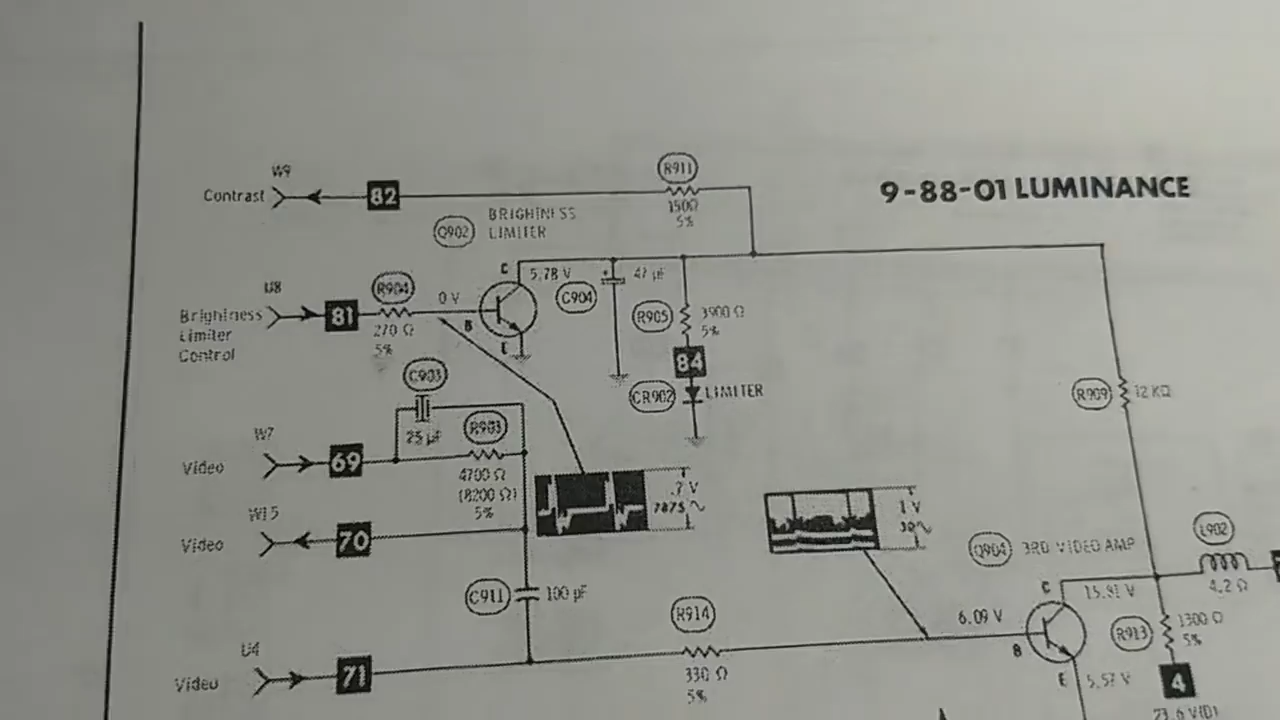 9-88-01 LUMINANCE
W9
Contrast
82
R911
150Ω
5%
Q902
BRIGHTNESS
LIMITER
C
5.78 V
47 µF
C904
R905
3900 Ω
5%
84
CR902
LIMITER
Brightness
Limiter
Control
81
R904
270 Ω
5%
0 V
B
E
C903
25 µF
W7
Video
69
R903
4700 Ω
(8200 Ω)
5%
.7 V
7875
1 V
30
R909
12 KΩ
W15
Video
70
C911
100 pF
Q904
3RD VIDEO AMP
L902
4.2 Ω
C
15.91 V
R913
1300 Ω
5%
4
23.6 V(D)
U4
Video
71
R914
330 Ω
5%
6.09 V
B
E
5.57 V